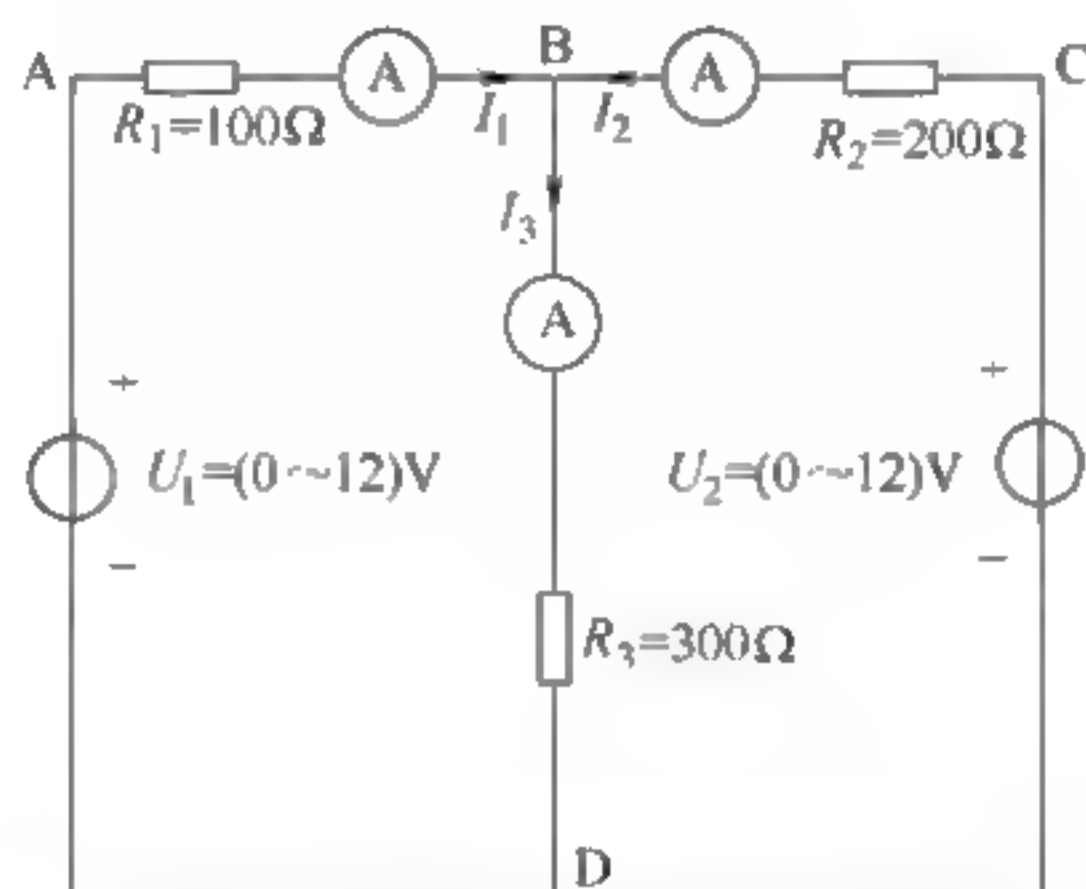 A
A
B
A
C
R₁=100Ω
I₁
I₂
R₂=200Ω
I₃
A
+
+
U₁=(0~12)V
U₂=(0~12)V
−
−
R₃=300Ω
D